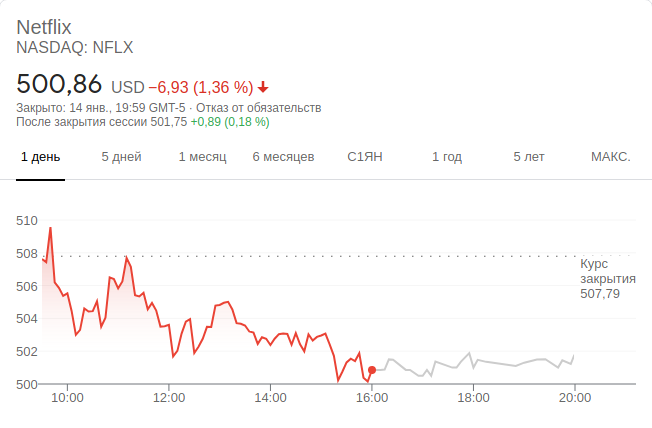 Netflix
NASDAQ: NFLX
500,86 USD −6,93 (1,36 %)
Закрыто: 14 янв., 19:59 GMT-5 · Отказ от обязательств
После закрытия сессии 501,75 +0,89 (0,18 %)
1 день 5 дней 1 месяц 6 месяцев С1ЯН 1 год 5 лет МАКС.
510
508
Курс
закрытия
507,79
506
504
502
500
10:00 12:00 14:00 16:00 18:00 20:00